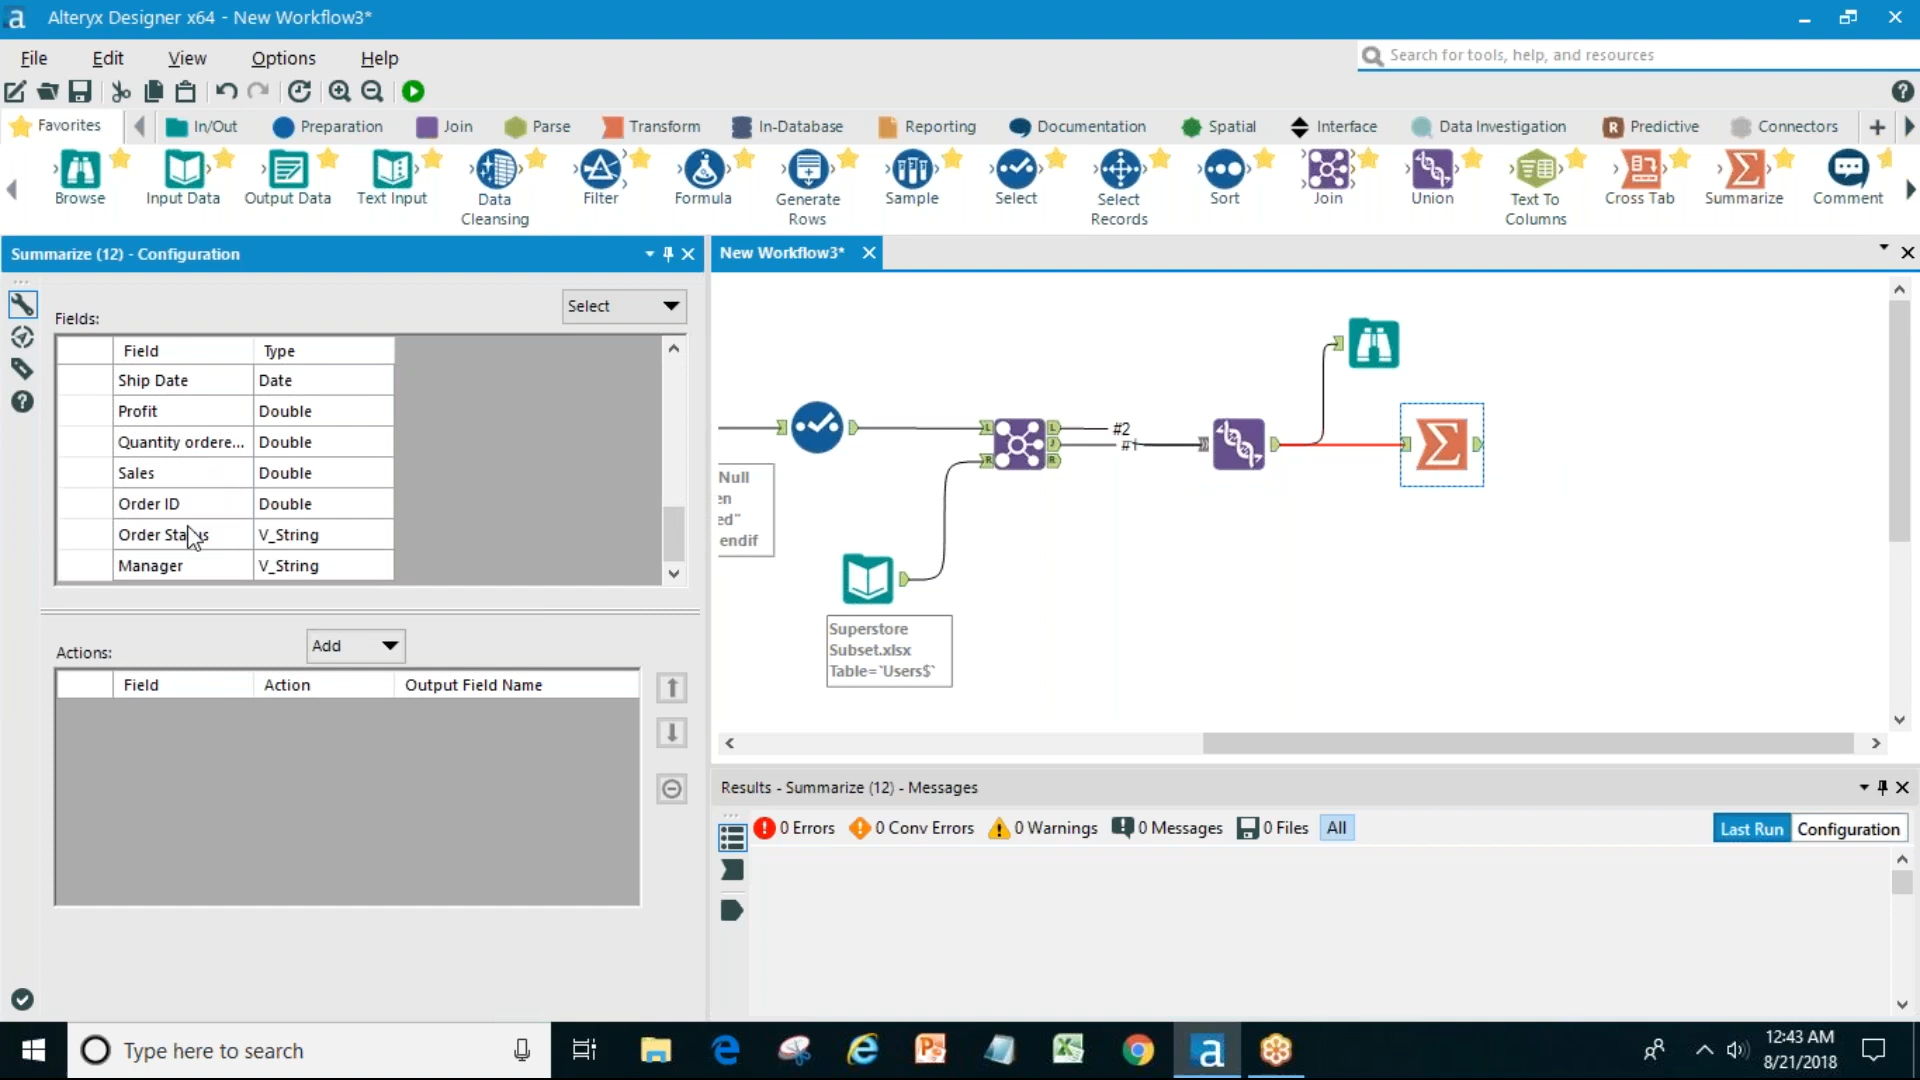 Alteryx Designer x64 - New Workflow3*
File Edit View Options Help
Search for tools, help, and resources
Favorites In/Out Preparation Join Parse Transform In-Database Reporting Documentation Spatial Interface Data Investigation Predictive Connectors
Browse Input Data Output Data Text Input Data Cleansing Filter Formula Generate Rows Sample Select Select Records Sort Join Union Text To Columns Cross Tab Summarize Comment
Summarize (12) - Configuration
New Workflow3*
Fields:
Select
Field Type
Ship Date Date
Profit Double
Quantity ordere... Double
Sales Double
Order ID Double
Order Status V_String
Manager V_String
Actions:
Add
Field Action Output Field Name
Null
en
ed"
endif
L
R
L
J
R
#2
#1
Superstore
Subset.xlsx
Table=`Users$`
Results - Summarize (12) - Messages
0 Errors 0 Conv Errors 0 Warnings 0 Messages 0 Files All
Last Run Configuration
Type here to search
12:43 AM
8/21/2018